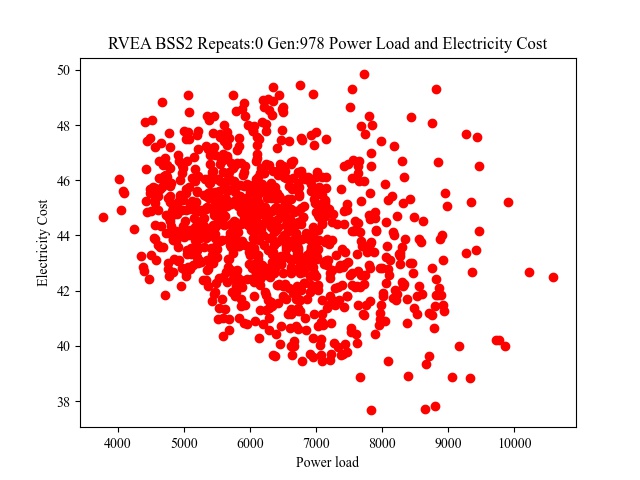 RVEA BSS2 Repeats:0 Gen:978 Power Load and Electricity Cost
50
48
46
44
42
40
38
Electricity Cost
4000 5000 6000 7000 8000 9000 10000
Power load